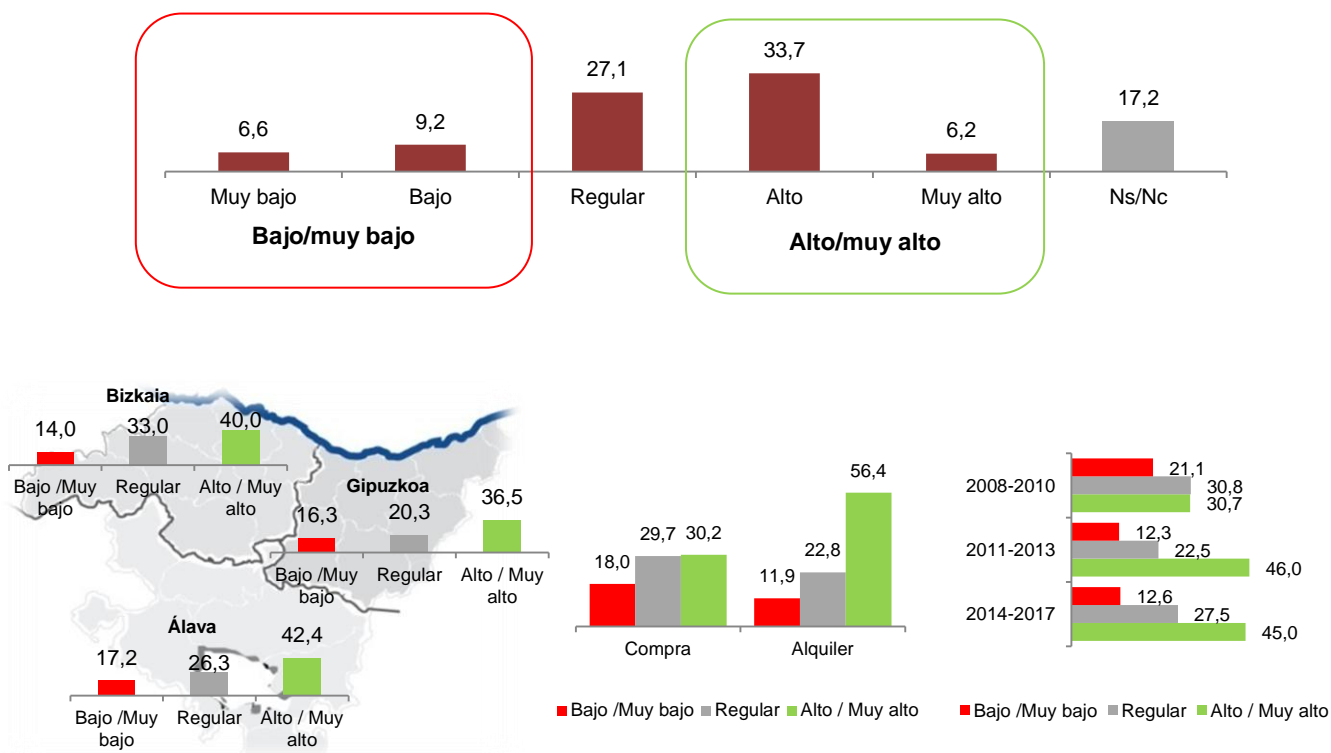 6,6
9,2
27,1
33,7
6,2
17,2
Muy bajo
Bajo
Regular
Alto
Muy alto
Ns/Nc
Bajo/muy bajo
Alto/muy alto
Bizkaia
14,0
33,0
40,0
Bajo /Muy
bajo
Regular
Alto / Muy
alto
Gipuzkoa
16,3
20,3
36,5
Bajo /Muy
bajo
Regular
Alto / Muy
alto
Álava
17,2
26,3
42,4
Bajo /Muy
bajo
Regular
Alto / Muy
alto
18,0
29,7
30,2
11,9
22,8
56,4
Compra
Alquiler
Bajo /Muy bajo
Regular
Alto / Muy alto
2008-2010
21,1
30,8
30,7
2011-2013
12,3
22,5
46,0
2014-2017
12,6
27,5
45,0
Bajo /Muy bajo
Regular
Alto / Muy alto